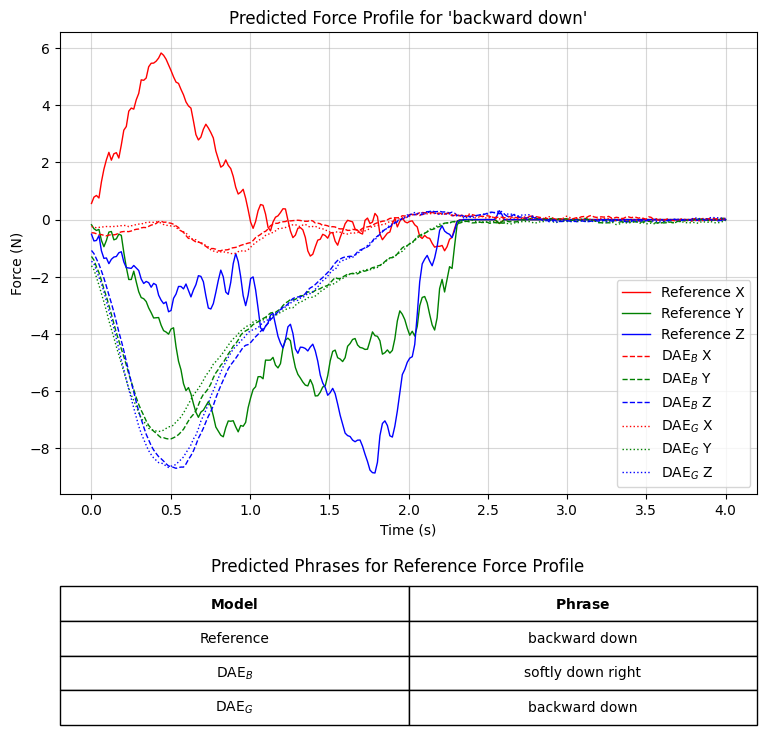 Predicted Force Profile for 'backward down'
6
4
2
0
−2
−4
−6
−8
Force (N)
0.0 0.5 1.0 1.5 2.0 2.5 3.0 3.5 4.0
Time (s)
Reference X
Reference Y
Reference Z
DAE_B X
DAE_B Y
DAE_B Z
DAE_G X
DAE_G Y
DAE_G Z
Predicted Phrases for Reference Force Profile
Model Phrase
Reference backward down
DAE_B softly down right
DAE_G backward down